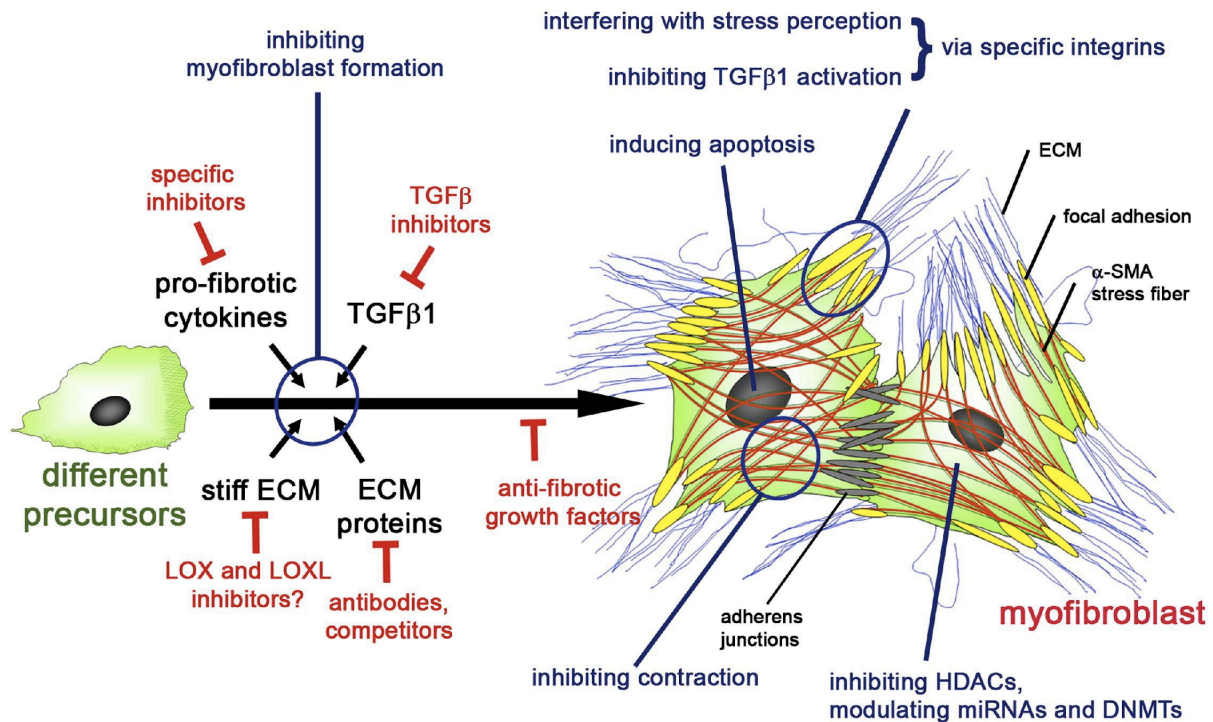 inhibiting
myofibroblast formation
interfering with stress perception
inhibiting TGFβ1 activation
via specific integrins
inducing apoptosis
ECM
focal adhesion
α-SMA
stress fiber
specific
inhibitors
TGFβ
inhibitors
pro-fibrotic
cytokines
TGFβ1
different
precursors
stiff ECM
ECM
proteins
anti-fibrotic
growth factors
LOX and LOXL
inhibitors?
antibodies,
competitors
adherens
junctions
myofibroblast
inhibiting contraction
inhibiting HDACs,
modulating miRNAs and DNMTs